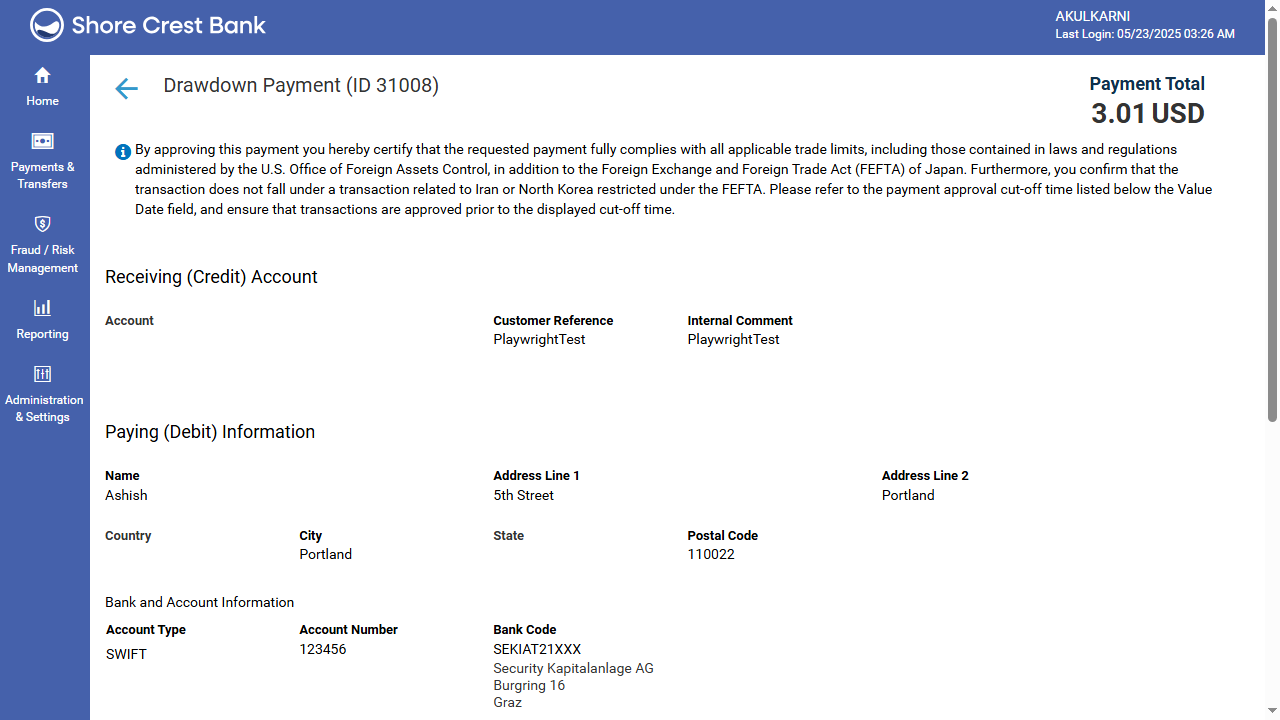 Shore Crest Bank
AKULKARNI
Last Login: 05/23/2025 03:26 AM
Home
Payments &
Transfers
Fraud / Risk
Management
Reporting
Administration
& Settings
Drawdown Payment (ID 31008)
Payment Total
3.01 USD
By approving this payment you hereby certify that the requested payment fully complies with all applicable trade limits, including those contained in laws and regulations
administered by the U.S. Office of Foreign Assets Control, in addition to the Foreign Exchange and Foreign Trade Act (FEFTA) of Japan. Furthermore, you confirm that the
transaction does not fall under a transaction related to Iran or North Korea restricted under the FEFTA. Please refer to the payment approval cut-off time listed below the Value
Date field, and ensure that transactions are approved prior to the displayed cut-off time.
Receiving (Credit) Account
Account
Customer Reference
PlaywrightTest
Internal Comment
PlaywrightTest
Paying (Debit) Information
Name
Ashish
Address Line 1
5th Street
Address Line 2
Portland
Country
City
Portland
State
Postal Code
110022
Bank and Account Information
Account Type
SWIFT
Account Number
123456
Bank Code
SEKIAT21XXX
Security Kapitalanlage AG
Burgring 16
Graz